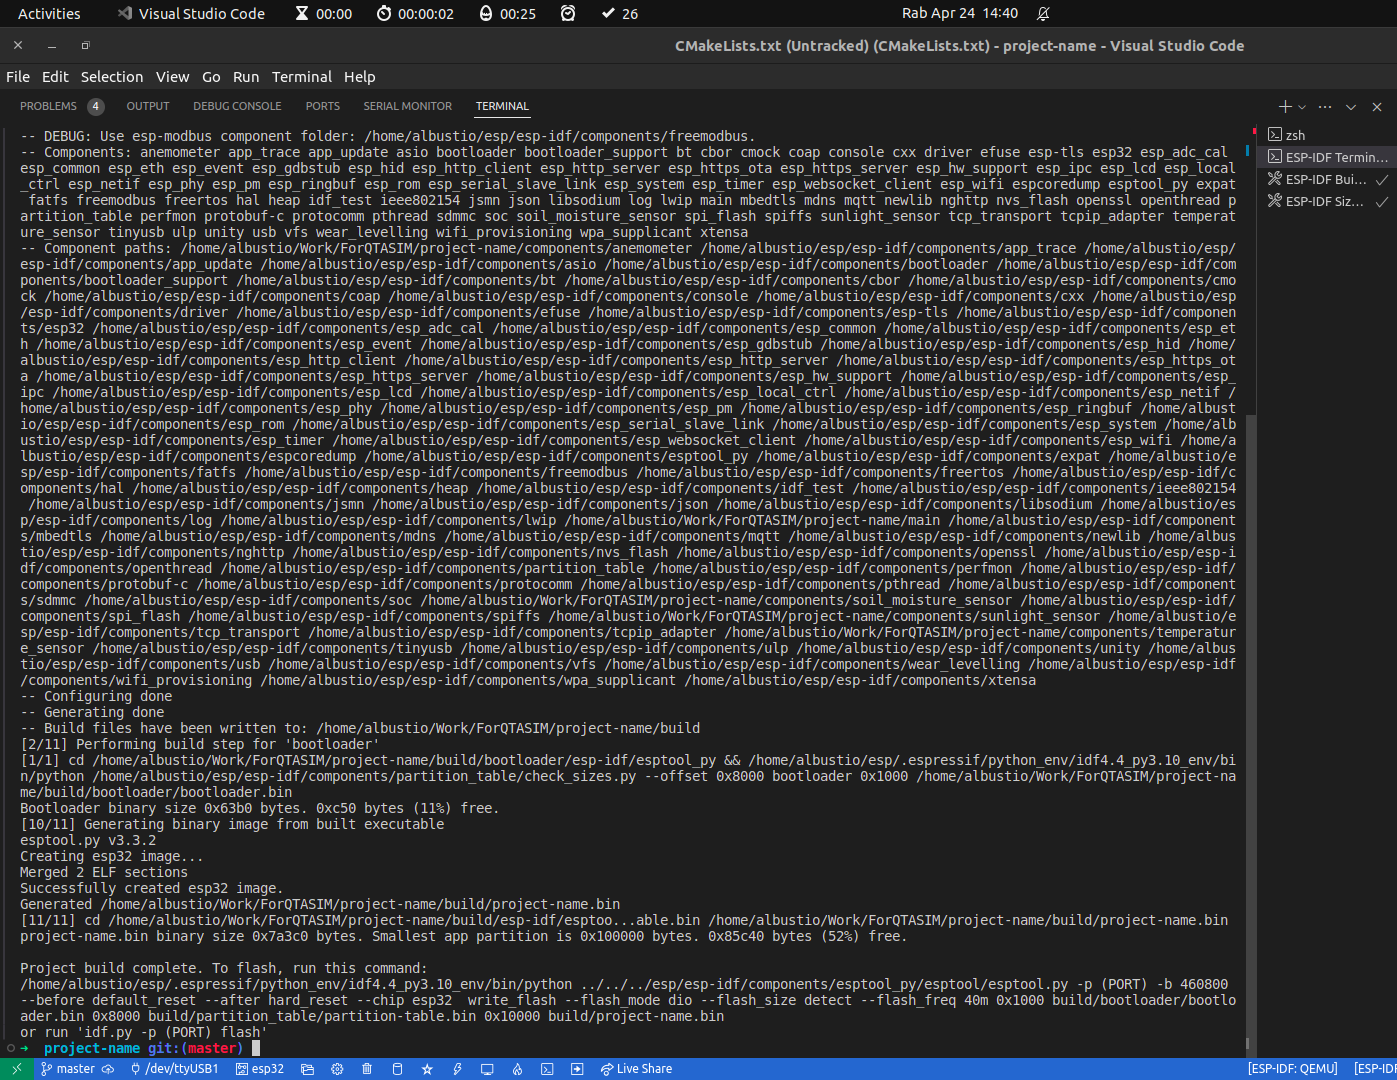 Activities
Visual Studio Code
00:00
00:00:02
00:25
26
Rab Apr 24 14:40
CMakeLists.txt (Untracked) (CMakeLists.txt) - project-name - Visual Studio Code
File Edit Selection View Go Run Terminal Help
PROBLEMS 4 OUTPUT DEBUG CONSOLE PORTS SERIAL MONITOR TERMINAL
-- DEBUG: Use esp-modbus component folder: /home/albustio/esp/esp-idf/components/freemodbus.
-- Components: anemometer app_trace app_update asio bootloader bootloader_support bt cbor cmock coap console cxx driver efuse esp-tls esp32 esp_adc_cal
esp_common esp_eth esp_event esp_gdbstub esp_hid esp_http_client esp_http_server esp_https_ota esp_https_server esp_hw_support esp_ipc esp_lcd esp_local
_ctrl esp_netif esp_phy esp_pm esp_ringbuf esp_rom esp_serial_slave_link esp_system esp_timer esp_websocket_client esp_wifi espcoredump esptool_py expat
 fatfs freemodbus freertos hal heap idf_test ieee802154 jsmn json libsodium log lwip main mbedtls mdns mqtt newlib nghttp nvs_flash openssl openthread p
artition_table perfmon protobuf-c protocomm pthread sdmmc soc soil_moisture_sensor spi_flash spiffs sunlight_sensor tcp_transport tcpip_adapter temperat
ure_sensor tinyusb ulp unity usb vfs wear_levelling wifi_provisioning wpa_supplicant xtensa
-- Component paths: /home/albustio/Work/ForQTASIM/project-name/components/anemometer /home/albustio/esp/esp-idf/components/app_trace /home/albustio/esp/
esp-idf/components/app_update /home/albustio/esp/esp-idf/components/asio /home/albustio/esp/esp-idf/components/bootloader /home/albustio/esp/esp-idf/com
ponents/bootloader_support /home/albustio/esp/esp-idf/components/bt /home/albustio/esp/esp-idf/components/cbor /home/albustio/esp/esp-idf/components/cmo
ck /home/albustio/esp/esp-idf/components/coap /home/albustio/esp/esp-idf/components/console /home/albustio/esp/esp-idf/components/cxx /home/albustio/esp
/esp-idf/components/driver /home/albustio/esp/esp-idf/components/efuse /home/albustio/esp/esp-idf/components/esp-tls /home/albustio/esp/esp-idf/componen
ts/esp32 /home/albustio/esp/esp-idf/components/esp_adc_cal /home/albustio/esp/esp-idf/components/esp_common /home/albustio/esp/esp-idf/components/esp_et
h /home/albustio/esp/esp-idf/components/esp_event /home/albustio/esp/esp-idf/components/esp_gdbstub /home/albustio/esp/esp-idf/components/esp_hid /home/
albustio/esp/esp-idf/components/esp_http_client /home/albustio/esp/esp-idf/components/esp_http_server /home/albustio/esp/esp-idf/components/esp_https_ot
a /home/albustio/esp/esp-idf/components/esp_https_server /home/albustio/esp/esp-idf/components/esp_hw_support /home/albustio/esp/esp-idf/components/esp_
ipc /home/albustio/esp/esp-idf/components/esp_lcd /home/albustio/esp/esp-idf/components/esp_local_ctrl /home/albustio/esp/esp-idf/components/esp_netif /
home/albustio/esp/esp-idf/components/esp_phy /home/albustio/esp/esp-idf/components/esp_pm /home/albustio/esp/esp-idf/components/esp_ringbuf /home/albust
io/esp/esp-idf/components/esp_rom /home/albustio/esp/esp-idf/components/esp_serial_slave_link /home/albustio/esp/esp-idf/components/esp_system /home/alb
ustio/esp/esp-idf/components/esp_timer /home/albustio/esp/esp-idf/components/esp_websocket_client /home/albustio/esp/esp-idf/components/esp_wifi /home/a
lbustio/esp/esp-idf/components/espcoredump /home/albustio/esp/esp-idf/components/esptool_py /home/albustio/esp/esp-idf/components/expat /home/albustio/e
sp/esp-idf/components/fatfs /home/albustio/esp/esp-idf/components/freemodbus /home/albustio/esp/esp-idf/components/freertos /home/albustio/esp/esp-idf/c
omponents/hal /home/albustio/esp/esp-idf/components/heap /home/albustio/esp/esp-idf/components/idf_test /home/albustio/esp/esp-idf/components/ieee802154
 /home/albustio/esp/esp-idf/components/jsmn /home/albustio/esp/esp-idf/components/json /home/albustio/esp/esp-idf/components/libsodium /home/albustio/es
p/esp-idf/components/log /home/albustio/esp/esp-idf/components/lwip /home/albustio/Work/ForQTASIM/project-name/main /home/albustio/esp/esp-idf/component
s/mbedtls /home/albustio/esp/esp-idf/components/mdns /home/albustio/esp/esp-idf/components/mqtt /home/albustio/esp/esp-idf/components/newlib /home/albus
tio/esp/esp-idf/components/nghttp /home/albustio/esp/esp-idf/components/nvs_flash /home/albustio/esp/esp-idf/components/openssl /home/albustio/esp/esp-i
df/components/openthread /home/albustio/esp/esp-idf/components/partition_table /home/albustio/esp/esp-idf/components/perfmon /home/albustio/esp/esp-idf/
components/protobuf-c /home/albustio/esp/esp-idf/components/protocomm /home/albustio/esp/esp-idf/components/pthread /home/albustio/esp/esp-idf/component
s/sdmmc /home/albustio/esp/esp-idf/components/soc /home/albustio/Work/ForQTASIM/project-name/components/soil_moisture_sensor /home/albustio/esp/esp-idf/
components/spi_flash /home/albustio/esp/esp-idf/components/spiffs /home/albustio/Work/ForQTASIM/project-name/components/sunlight_sensor /home/albustio/e
sp/esp-idf/components/tcp_transport /home/albustio/esp/esp-idf/components/tcpip_adapter /home/albustio/Work/ForQTASIM/project-name/components/temperatur
e_sensor /home/albustio/esp/esp-idf/components/tinyusb /home/albustio/esp/esp-idf/components/ulp /home/albustio/esp/esp-idf/components/unity /home/albus
tio/esp/esp-idf/components/usb /home/albustio/esp/esp-idf/components/vfs /home/albustio/esp/esp-idf/components/wear_levelling /home/albustio/esp/esp-idf
/components/wifi_provisioning /home/albustio/esp/esp-idf/components/wpa_supplicant /home/albustio/esp/esp-idf/components/xtensa
-- Configuring done
-- Generating done
-- Build files have been written to: /home/albustio/Work/ForQTASIM/project-name/build
[2/11] Performing build step for 'bootloader'
[1/1] cd /home/albustio/Work/ForQTASIM/project-name/build/bootloader/esp-idf/esptool_py && /home/albustio/esp/.espressif/python_env/idf4.4_py3.10_env/bi
n/python /home/albustio/esp/esp-idf/components/partition_table/check_sizes.py --offset 0x8000 bootloader 0x1000 /home/albustio/Work/ForQTASIM/project-na
me/build/bootloader/bootloader.bin
Bootloader binary size 0x63b0 bytes. 0xc50 bytes (11%) free.
[10/11] Generating binary image from built executable
esptool.py v3.3.2
Creating esp32 image...
Merged 2 ELF sections
Successfully created esp32 image.
Generated /home/albustio/Work/ForQTASIM/project-name/build/project-name.bin
[11/11] cd /home/albustio/Work/ForQTASIM/project-name/build/esp-idf/esptoo...able.bin /home/albustio/Work/ForQTASIM/project-name/build/project-name.bin
project-name.bin binary size 0x7a3c0 bytes. Smallest app partition is 0x100000 bytes. 0x85c40 bytes (52%) free.
Project build complete. To flash, run this command:
/home/albustio/esp/.espressif/python_env/idf4.4_py3.10_env/bin/python ../../../esp/esp-idf/components/esptool_py/esptool/esptool.py -p (PORT) -b 460800
--before default_reset --after hard_reset --chip esp32  write_flash --flash_mode dio --flash_size detect --flash_freq 40m 0x1000 build/bootloader/bootlo
ader.bin 0x8000 build/partition_table/partition-table.bin 0x10000 build/project-name.bin
or run 'idf.py -p (PORT) flash'
➜  project-name git:(master)
zsh
ESP-IDF Termin...
ESP-IDF Bui...
ESP-IDF Siz...
master
/dev/ttyUSB1
esp32
Live Share
[ESP-IDF: QEMU]
[ESP-ID